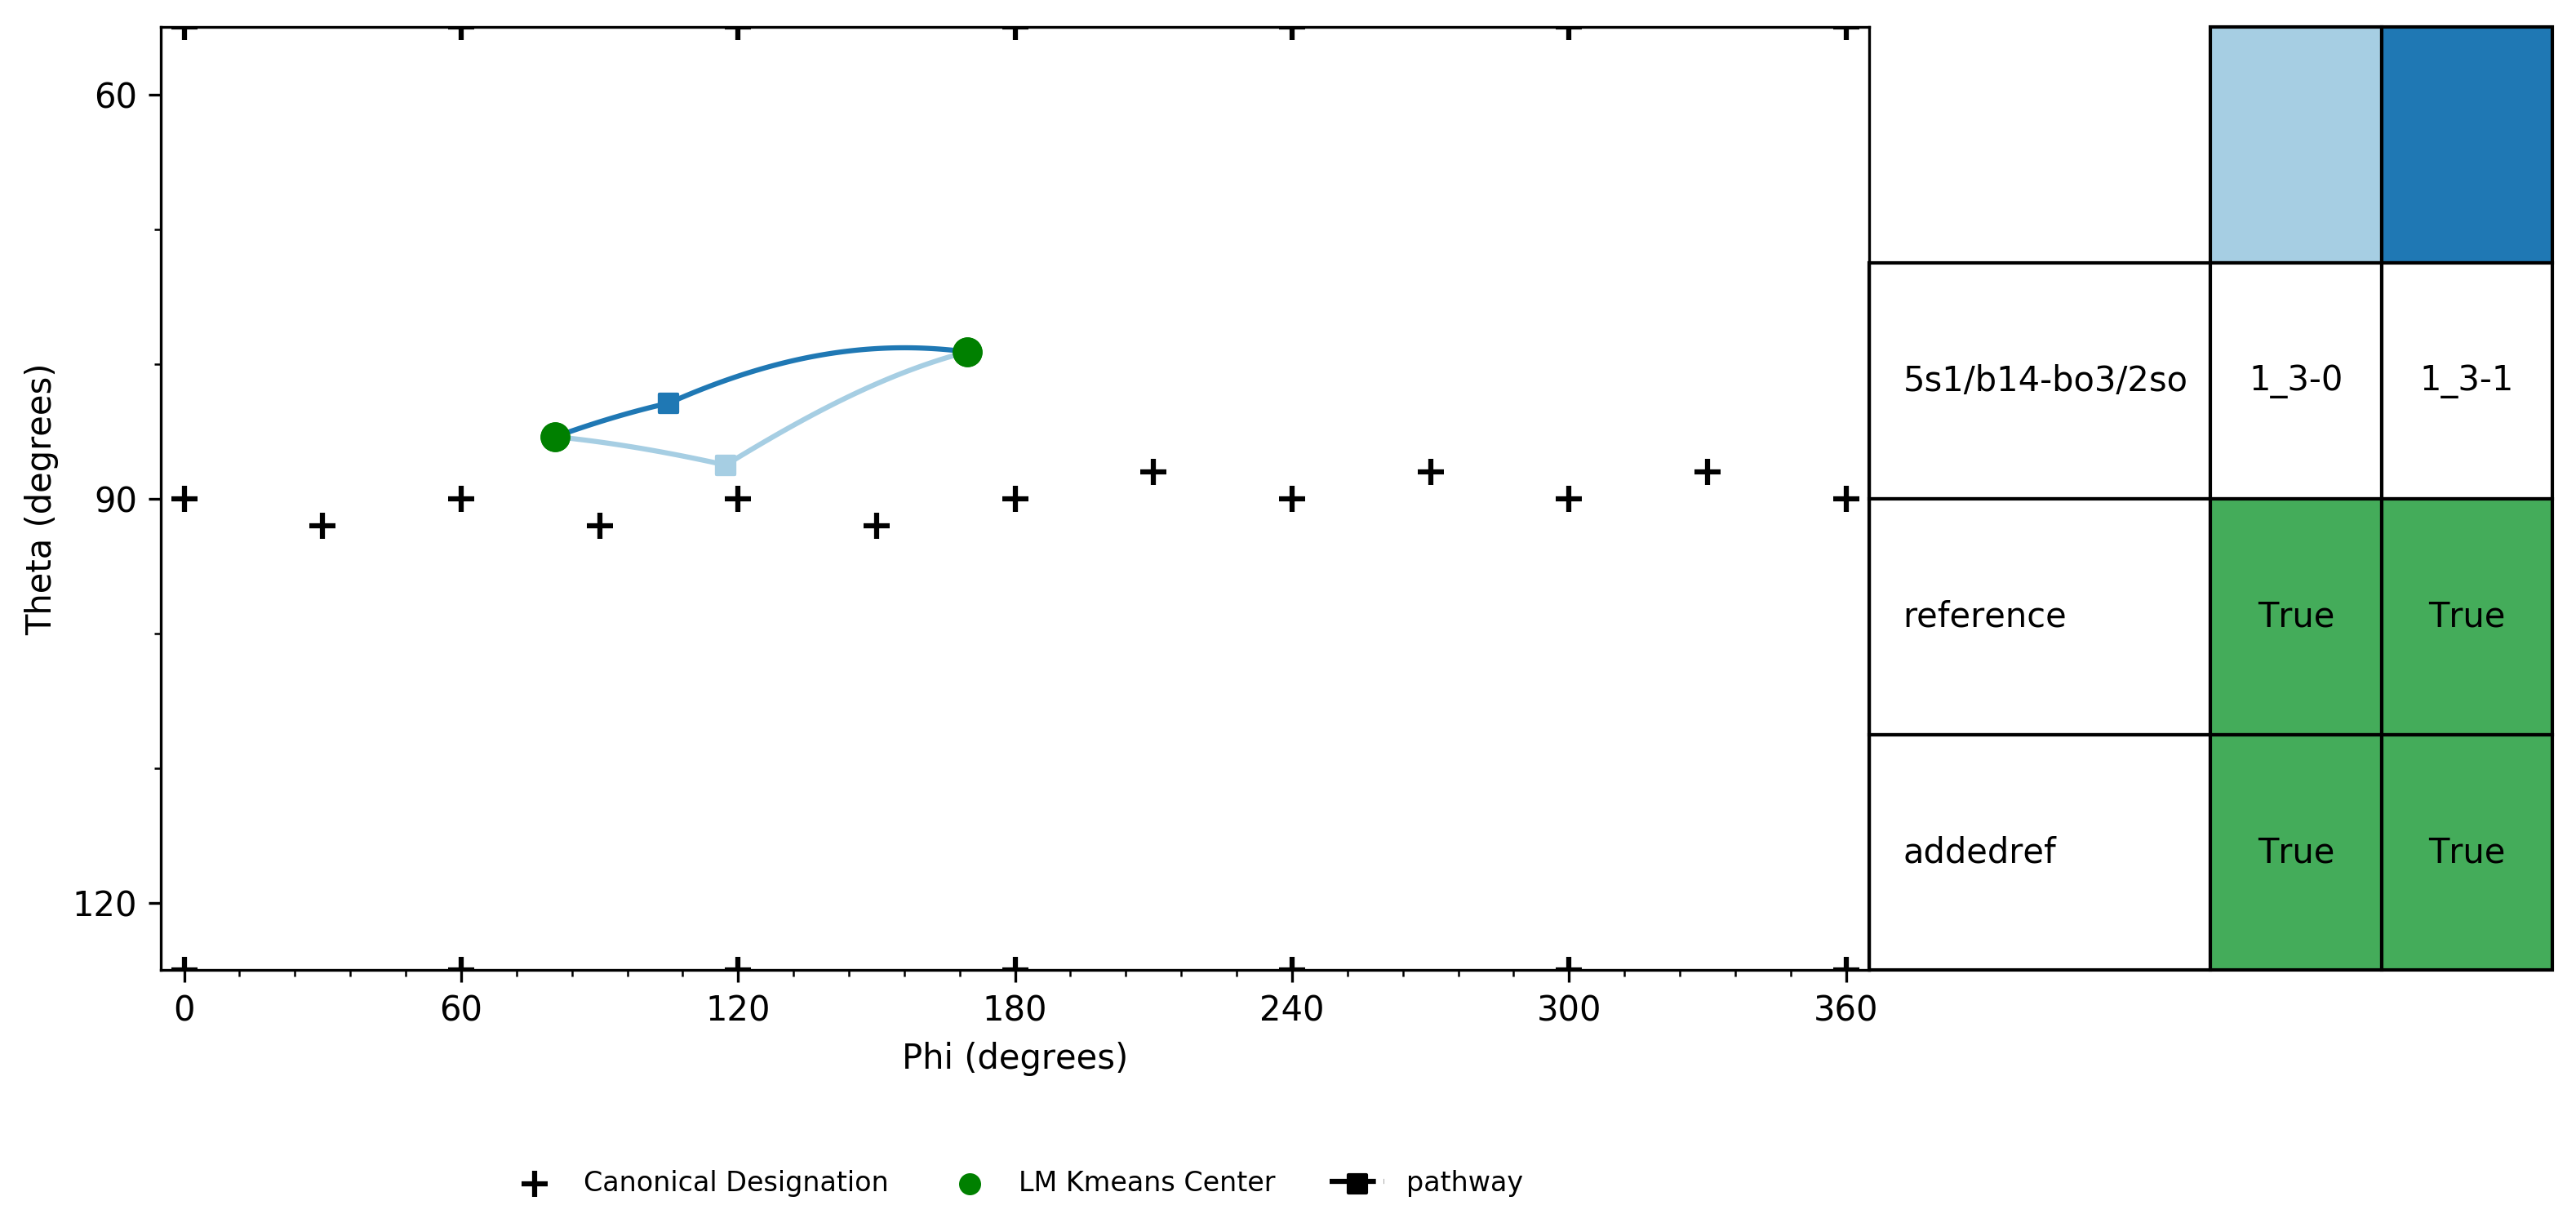 60
90
120
Theta (degrees)
0 60 120 180 240 300 360
Phi (degrees)
5s1/b14-bo3/2so 1_3-0 1_3-1
reference True True
addedref True True
Canonical Designation LM Kmeans Center pathway